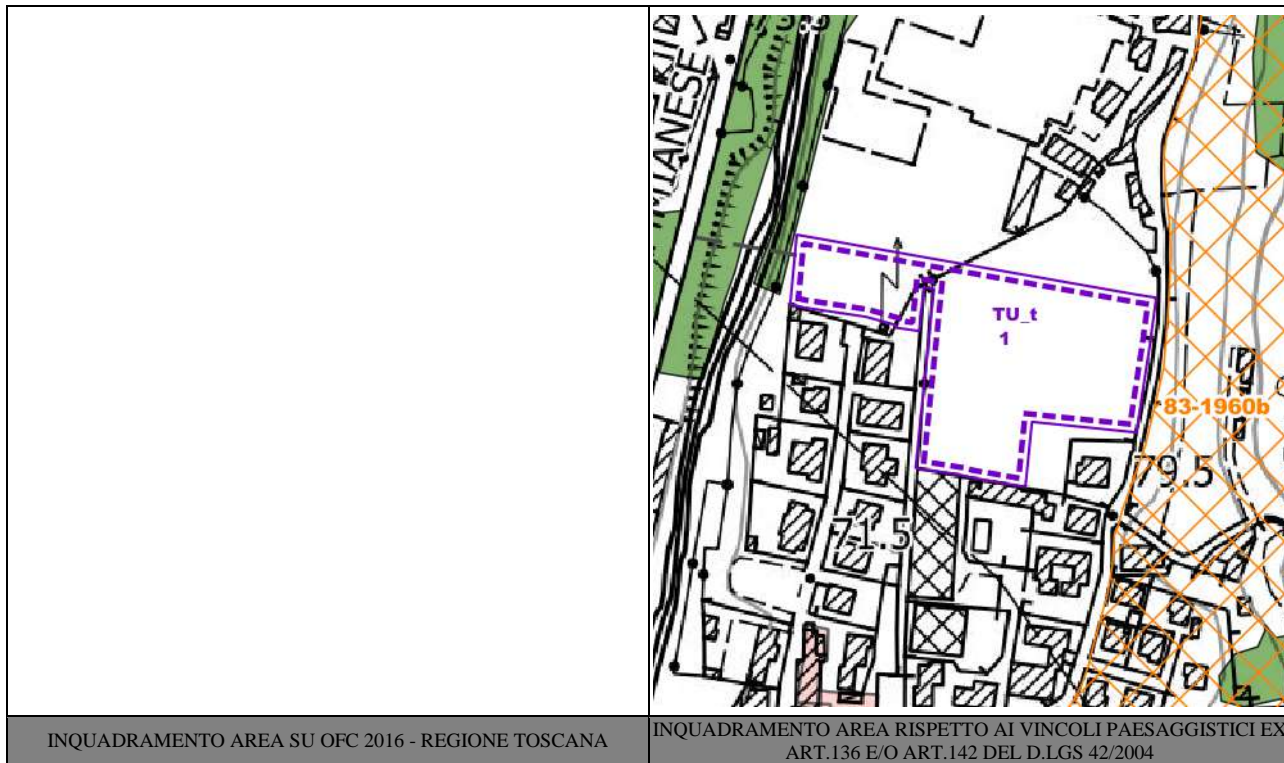 MIANESE
TU_t
1
83-1960b
79.5
71.5
INQUADRAMENTO AREA SU OFC 2016 - REGIONE TOSCANA
INQUADRAMENTO AREA RISPETTO AI VINCOLI PAESAGGISTICI EX
ART.136 E/O ART.142 DEL D.LGS 42/2004